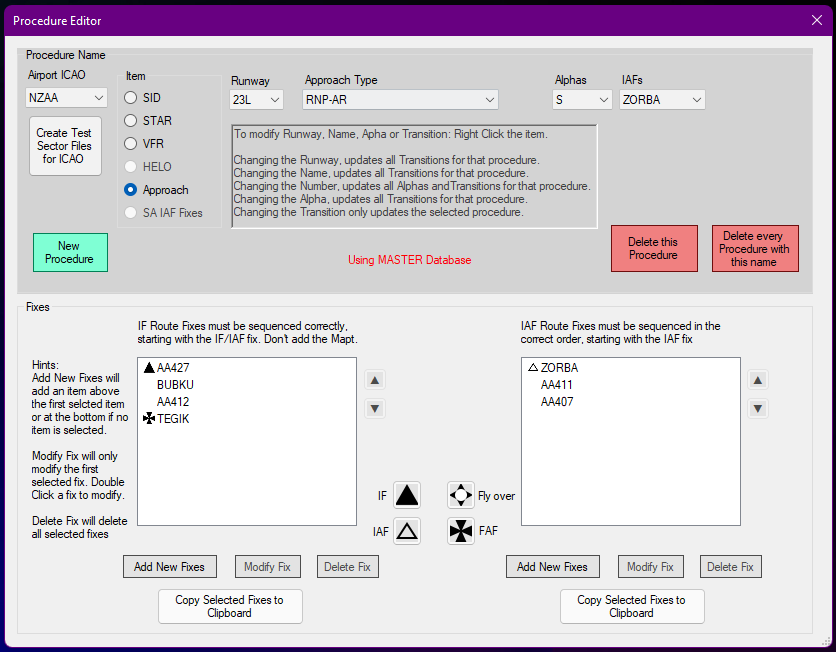 Procedure Editor
Procedure Name
Airport ICAO
Item
Runway
Approach Type
Alphas
IAFs
NZAA
SID
23L
RNP-AR
S
ZORBA
STAR
VFR
HELO
Approach
SA IAF Fixes
Create Test
Sector Files
for ICAO
To modify Runway, Name, Apha or Transition: Right Click the item.
Changing the Runway, updates all Transitions for that procedure.
Changing the Name, updates all Transitions for that procedure.
Changing the Number, updates all Alphas andTransitions for that procedure.
Changing the Alpha, updates all Transitions for that procedure.
Changing the Transition only updates the selected procedure.
New
Procedure
Using MASTER Database
Delete this
Procedure
Delete every
Procedure with
this name
Fixes
IF Route Fixes must be sequenced correctly,
starting with the IF/IAF fix. Don't add the Mapt.
IAF Route Fixes must be sequenced in the
correct order, starting with the IAF fix
Hints:
Add New Fixes will
add an item above
the first selcted item
or at the bottom if no
item is selected.
Modify Fix will only
modify the first
selected fix. Double
Click a fix to modify.
Delete Fix will delete
all selected fixes
AA427
BUBKU
AA412
TEGIK
ZORBA
AA411
AA407
IF
Fly over
IAF
FAF
Add New Fixes
Modify Fix
Delete Fix
Copy Selected Fixes to
Clipboard
Add New Fixes
Modify Fix
Delete Fix
Copy Selected Fixes to
Clipboard